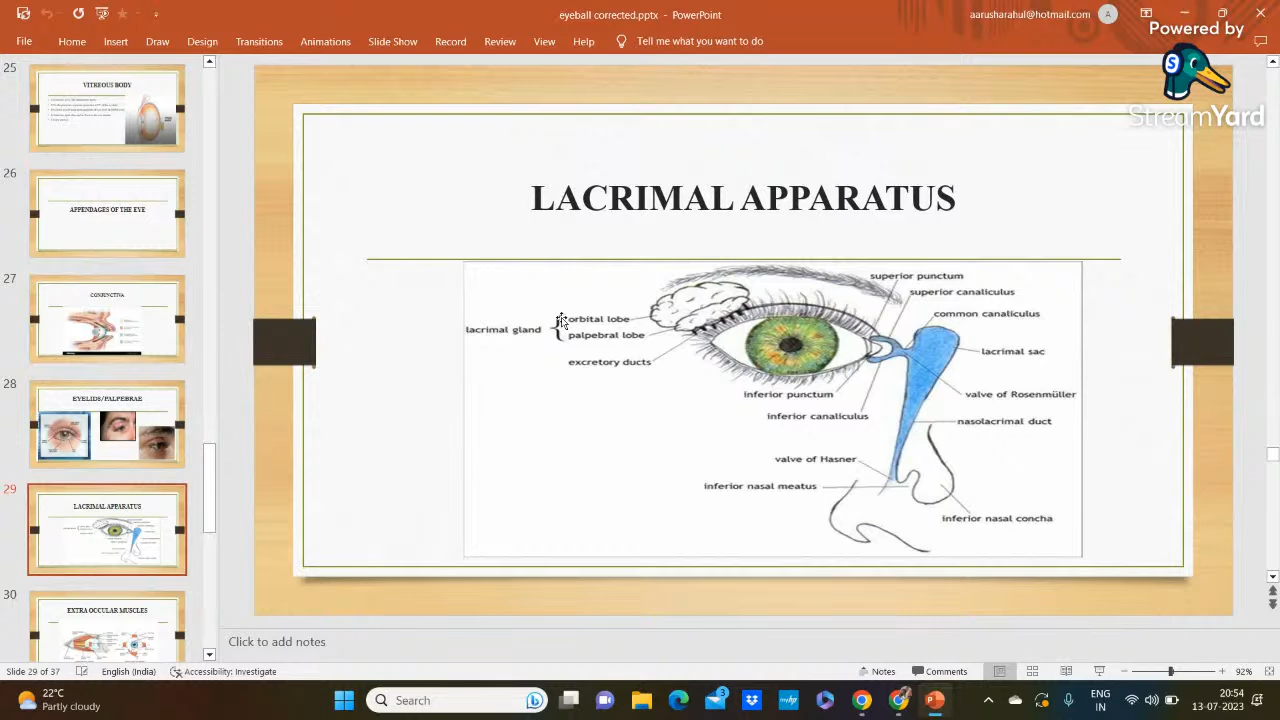 eyeball corrected.pptx - PowerPoint
aarusharahul@hotmail.com
A
Powered by
File
Home
Insert
Draw
Design
Transitions
Animations
Slide Show
Record
Review
View
Help
Tell me what you want to do
S
StreamYard
25
VITREOUS BODY
26
APPENDAGES OF THE EYE
27
CONJUNCTIVA
28
EYELIDS/PALPEBRAE
29
LACRIMAL APPARATUS
30
EXTRA OCCULAR MUSCLES
LACRIMAL APPARATUS
superior punctum
superior canaliculus
common canaliculus
orbital lobe
lacrimal gland
palpebral lobe
lacrimal sac
excretory ducts
inferior punctum
valve of Rosenmüller
inferior canaliculus
nasolacrimal duct
valve of Hasner
inferior nasal meatus
inferior nasal concha
Click to add notes
Slide 29 of 37
English (India)
Accessibility: Investigate
Notes
Comments
92%
22°C
Partly cloudy
Search
3
mbp
ENG
IN
20:54
13-07-2023